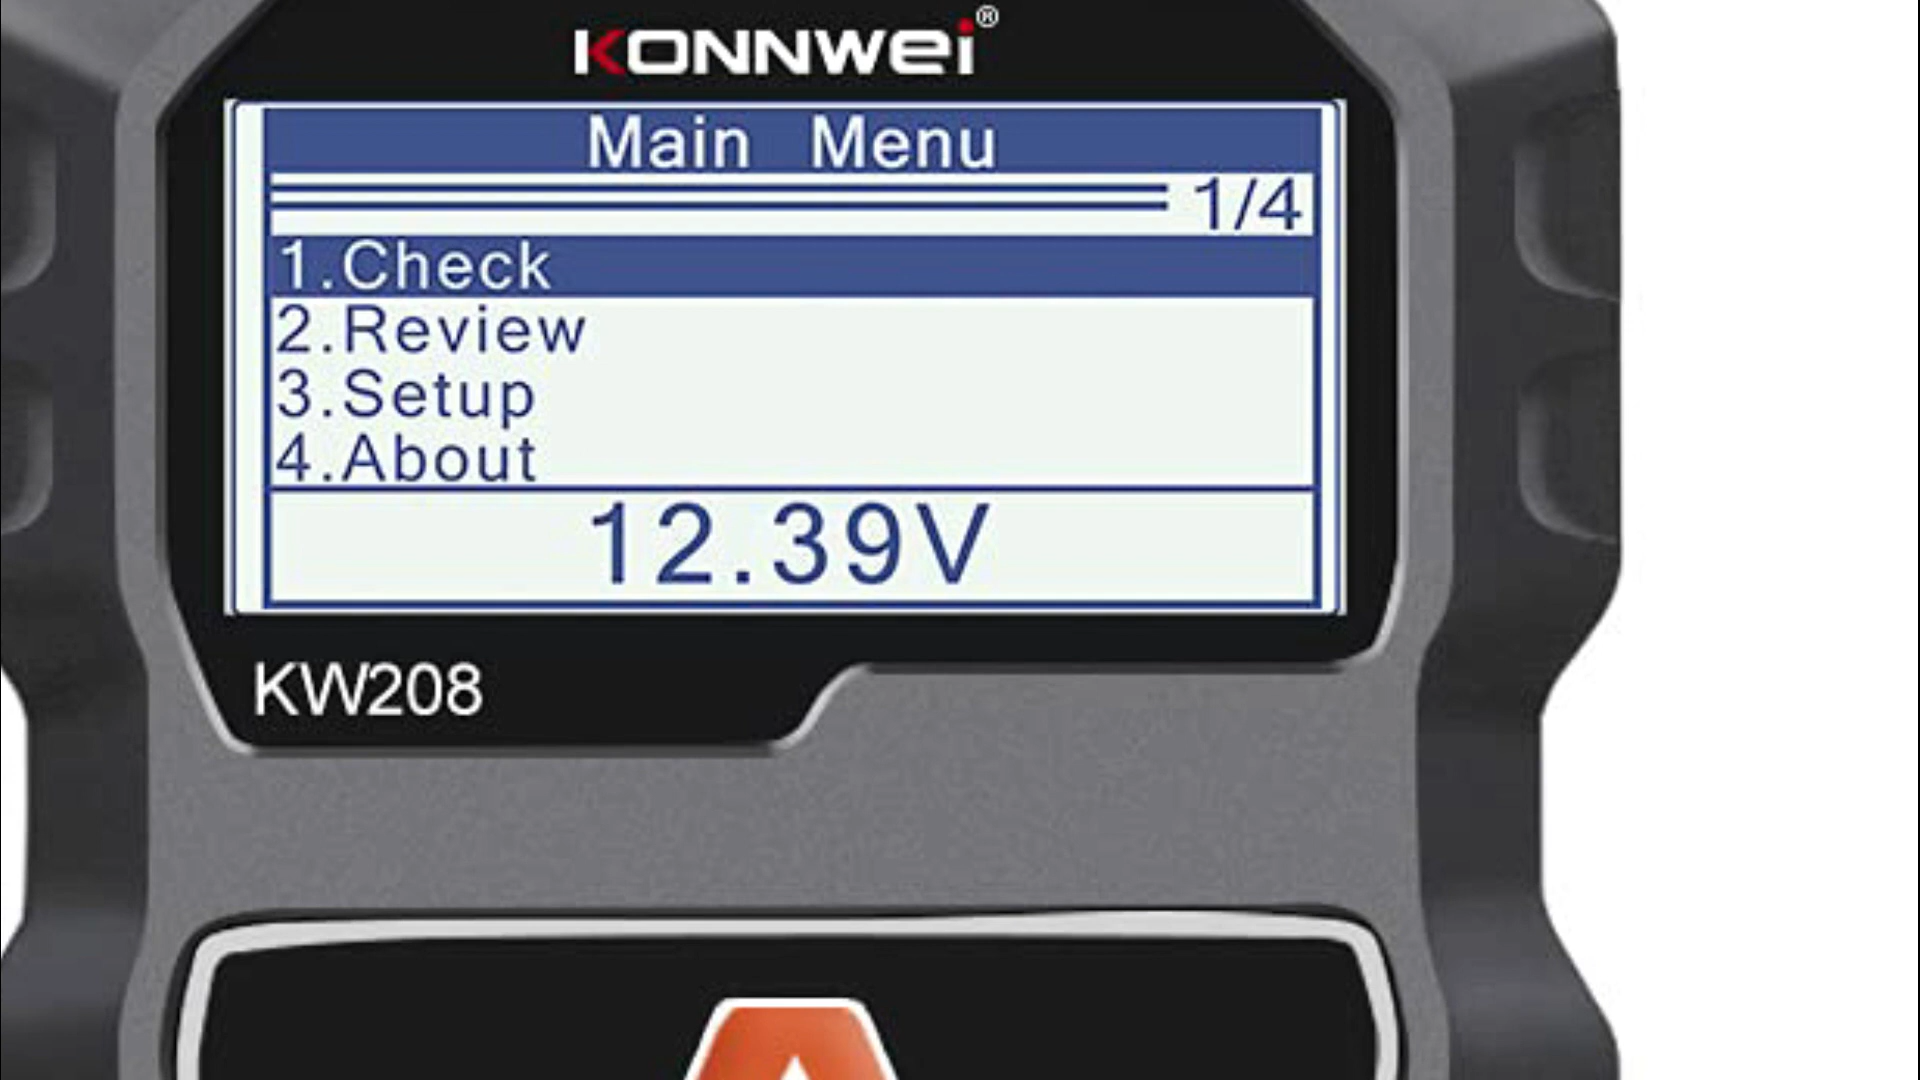 KONNWEI®
Main Menu
1/4
1.Check
2.Review
3.Setup
4.About
12.39V
KW208